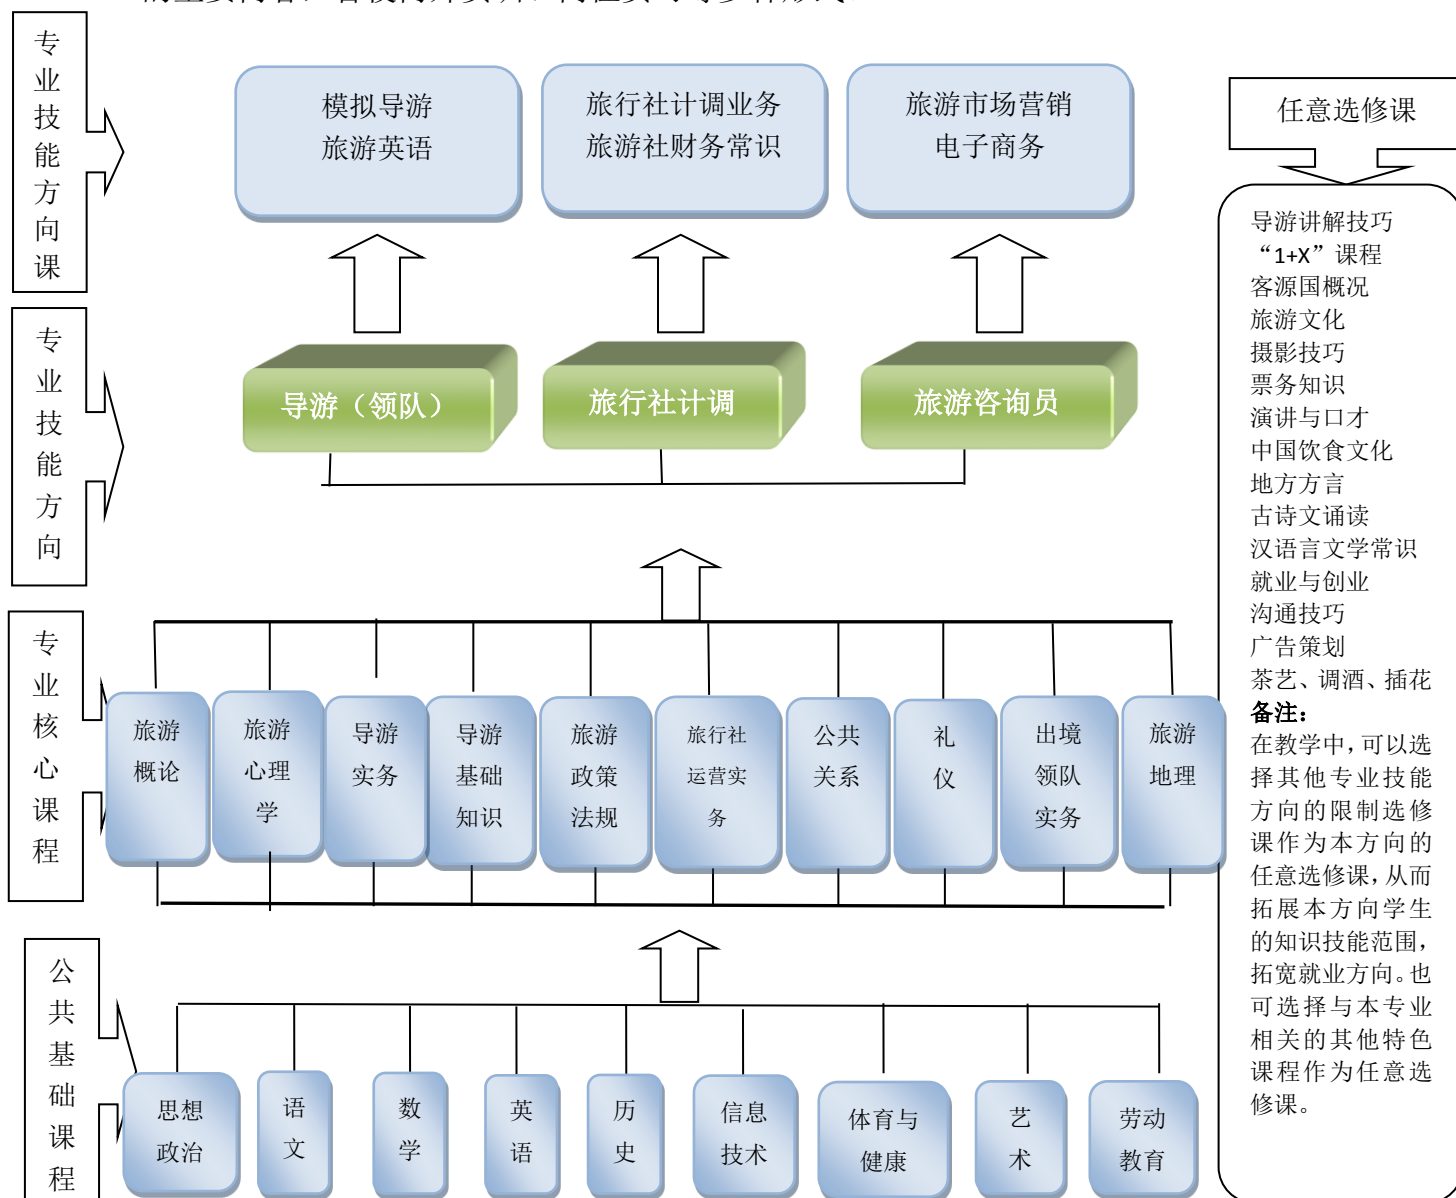 专业技能方向课
模拟导游
旅游英语
旅行社计调业务
旅游社财务常识
旅游市场营销
电子商务
专业技能方向
导游（领队）
旅行社计调
旅游咨询员
专业核心课程
旅游
概论
旅游
心理
学
导游
实务
导游
基础
知识
旅游
政策
法规
旅行社
运营实
务
公共
关系
礼
仪
出境
领队
实务
旅游
地理
公共基础课程
思想
政治
语
文
数
学
英
语
历
史
信息
技术
体育与
健康
艺
术
劳动
教育
任意选修课
导游讲解技巧
“1+X”课程
客源国概况
旅游文化
摄影技巧
票务知识
演讲与口才
中国饮食文化
地方方言
古诗文诵读
汉语言文学常识
就业与创业
沟通技巧
广告策划
茶艺、调酒、插花
备注：
在教学中，可以选
择其他专业技能
方向的限制选修
课作为本方向的
任意选修课，从而
拓展本方向学生
的知识技能范围，
拓宽就业方向。也
可选择与本专业
相关的其他特色
课程作为任意选
修课。